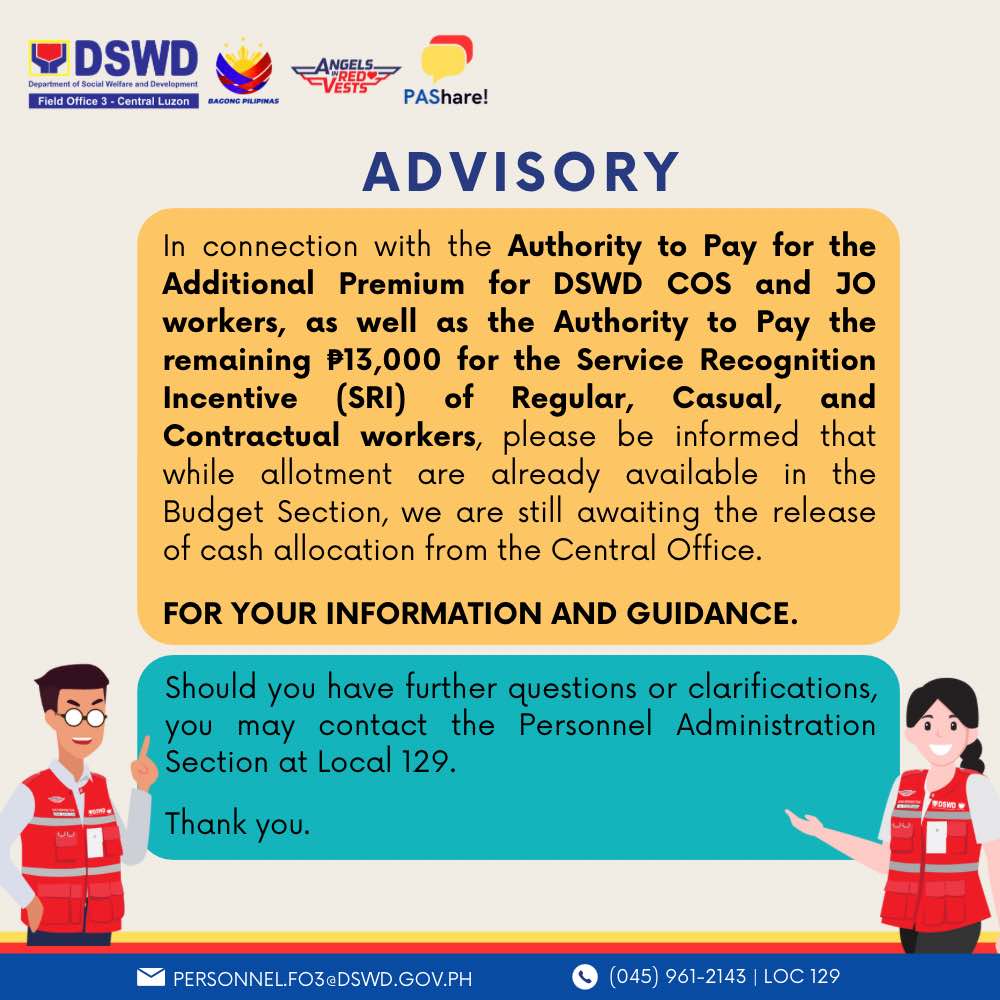 DSWD
Department of Social Welfare and Development
Field Office 3 - Central Luzon
BAGONG PILIPINAS
ANGELS
IN RED
VESTS
PAShare!
ADVISORY
In connection with the Authority to Pay for the
Additional Premium for DSWD COS and JO
workers, as well as the Authority to Pay the
remaining ₱13,000 for the Service Recognition
Incentive (SRI) of Regular, Casual, and
Contractual workers, please be informed that
while allotment are already available in the
Budget Section, we are still awaiting the release
of cash allocation from the Central Office.
FOR YOUR INFORMATION AND GUIDANCE.
Should you have further questions or clarifications,
you may contact the Personnel Administration
Section at Local 129.
Thank you.
DSWD
PERSONNEL.FO3@DSWD.GOV.PH
(045) 961-2143 | LOC 129